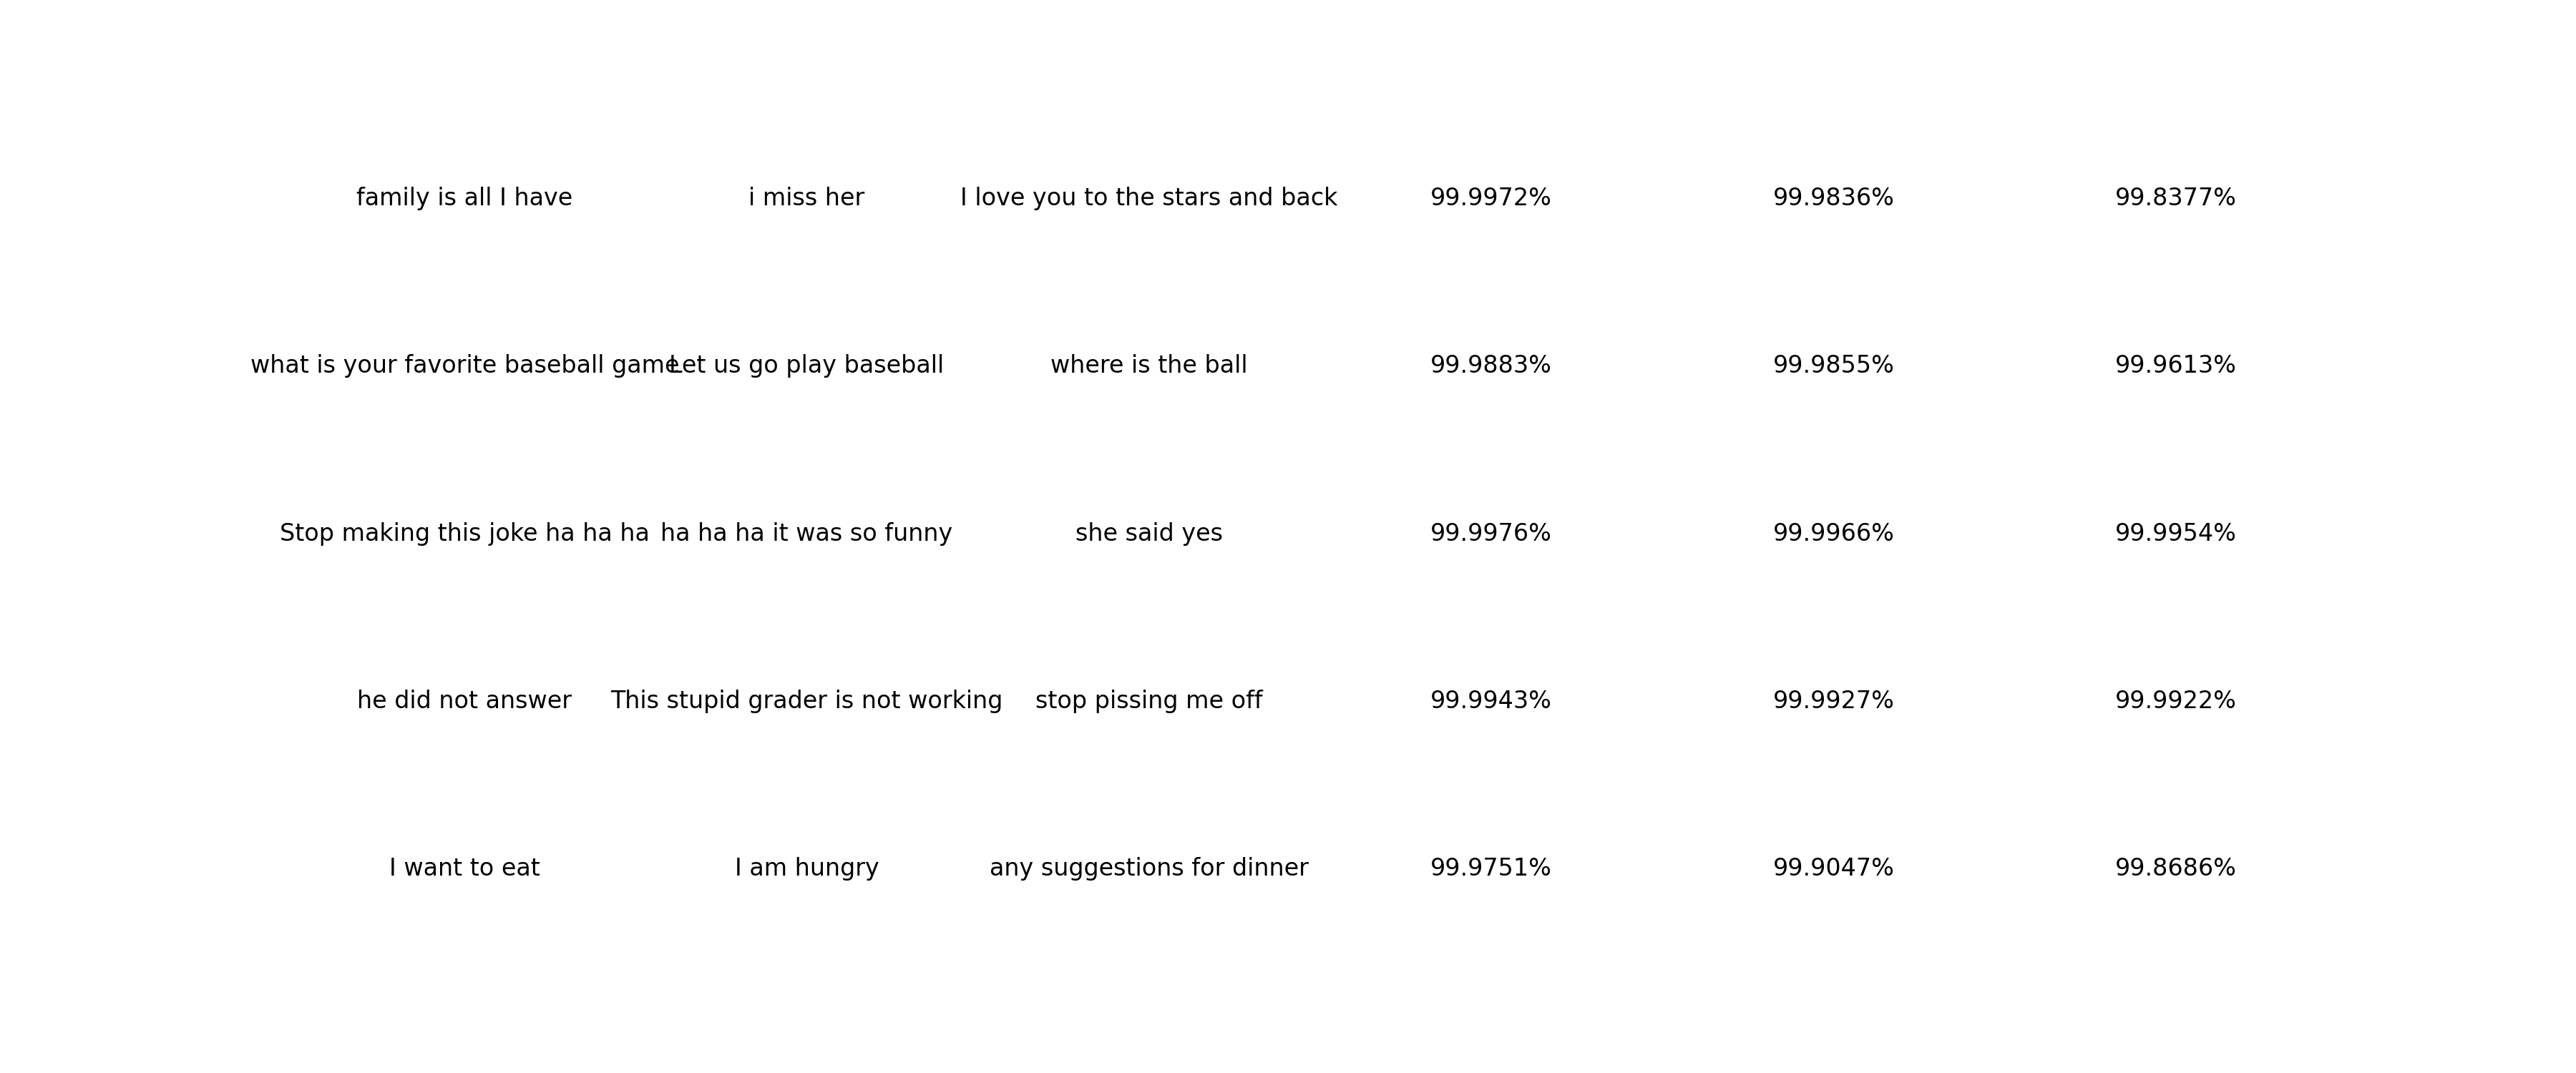 family is all I have i miss her I love you to the stars and back 99.9972% 99.9836% 99.8377%
what is your favorite baseball game Let us go play baseball where is the ball 99.9883% 99.9855% 99.9613%
Stop making this joke ha ha ha ha ha ha it was so funny she said yes 99.9976% 99.9966% 99.9954%
he did not answer This stupid grader is not working stop pissing me off 99.9943% 99.9927% 99.9922%
I want to eat I am hungry any suggestions for dinner 99.9751% 99.9047% 99.8686%